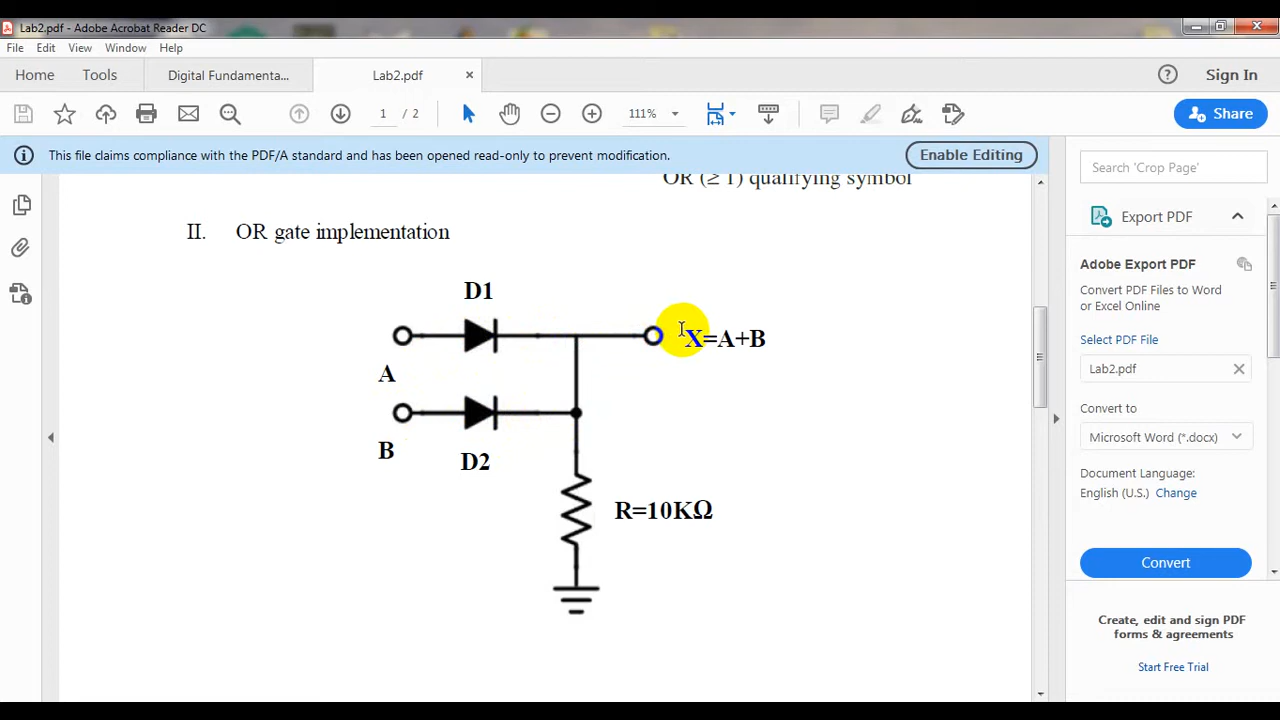 Lab2.pdf - Adobe Acrobat Reader DC
File Edit View Window Help
Home Tools Digital Fundamenta... Lab2.pdf × Sign In
1 / 2 111% Share
This file claims compliance with the PDF/A standard and has been opened read-only to prevent modification. Enable Editing
OR (≥ 1) qualifying symbol
II. OR gate implementation
D1
X=A+B
A
B
D2
R=10KΩ
Search 'Crop Page'
Export PDF
Adobe Export PDF
Convert PDF Files to Word
or Excel Online
Select PDF File
Lab2.pdf
Convert to
Microsoft Word (*.docx)
Document Language:
English (U.S.) Change
Convert
Create, edit and sign PDF
forms & agreements
Start Free Trial